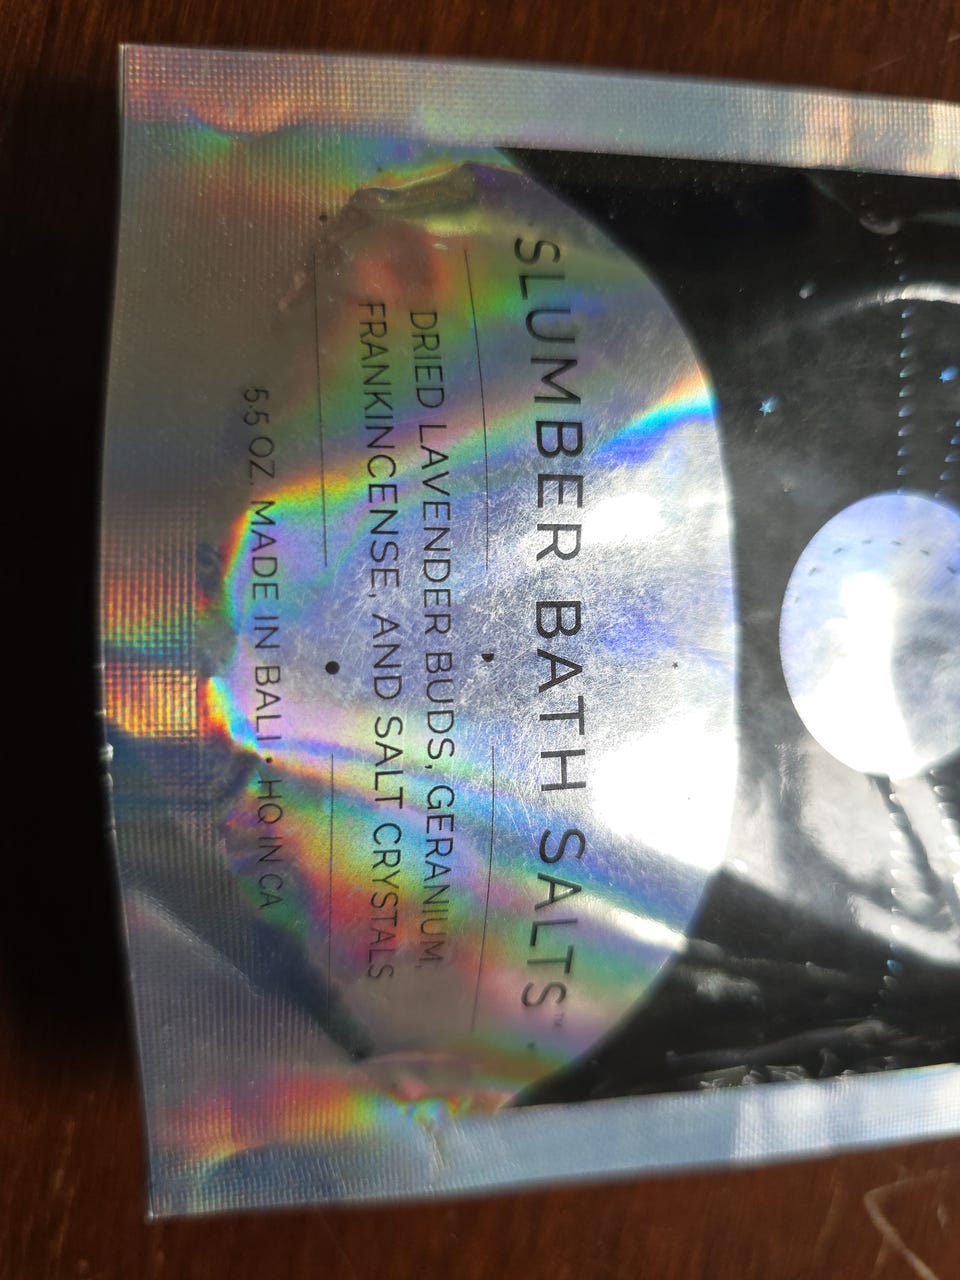 SLUMBER BATH SALTS™
DRIED LAVENDER BUDS, GERANIUM,
FRANKINCENSE, AND SALT CRYSTALS
5.5 OZ. MADE IN BALI • HQ IN CA